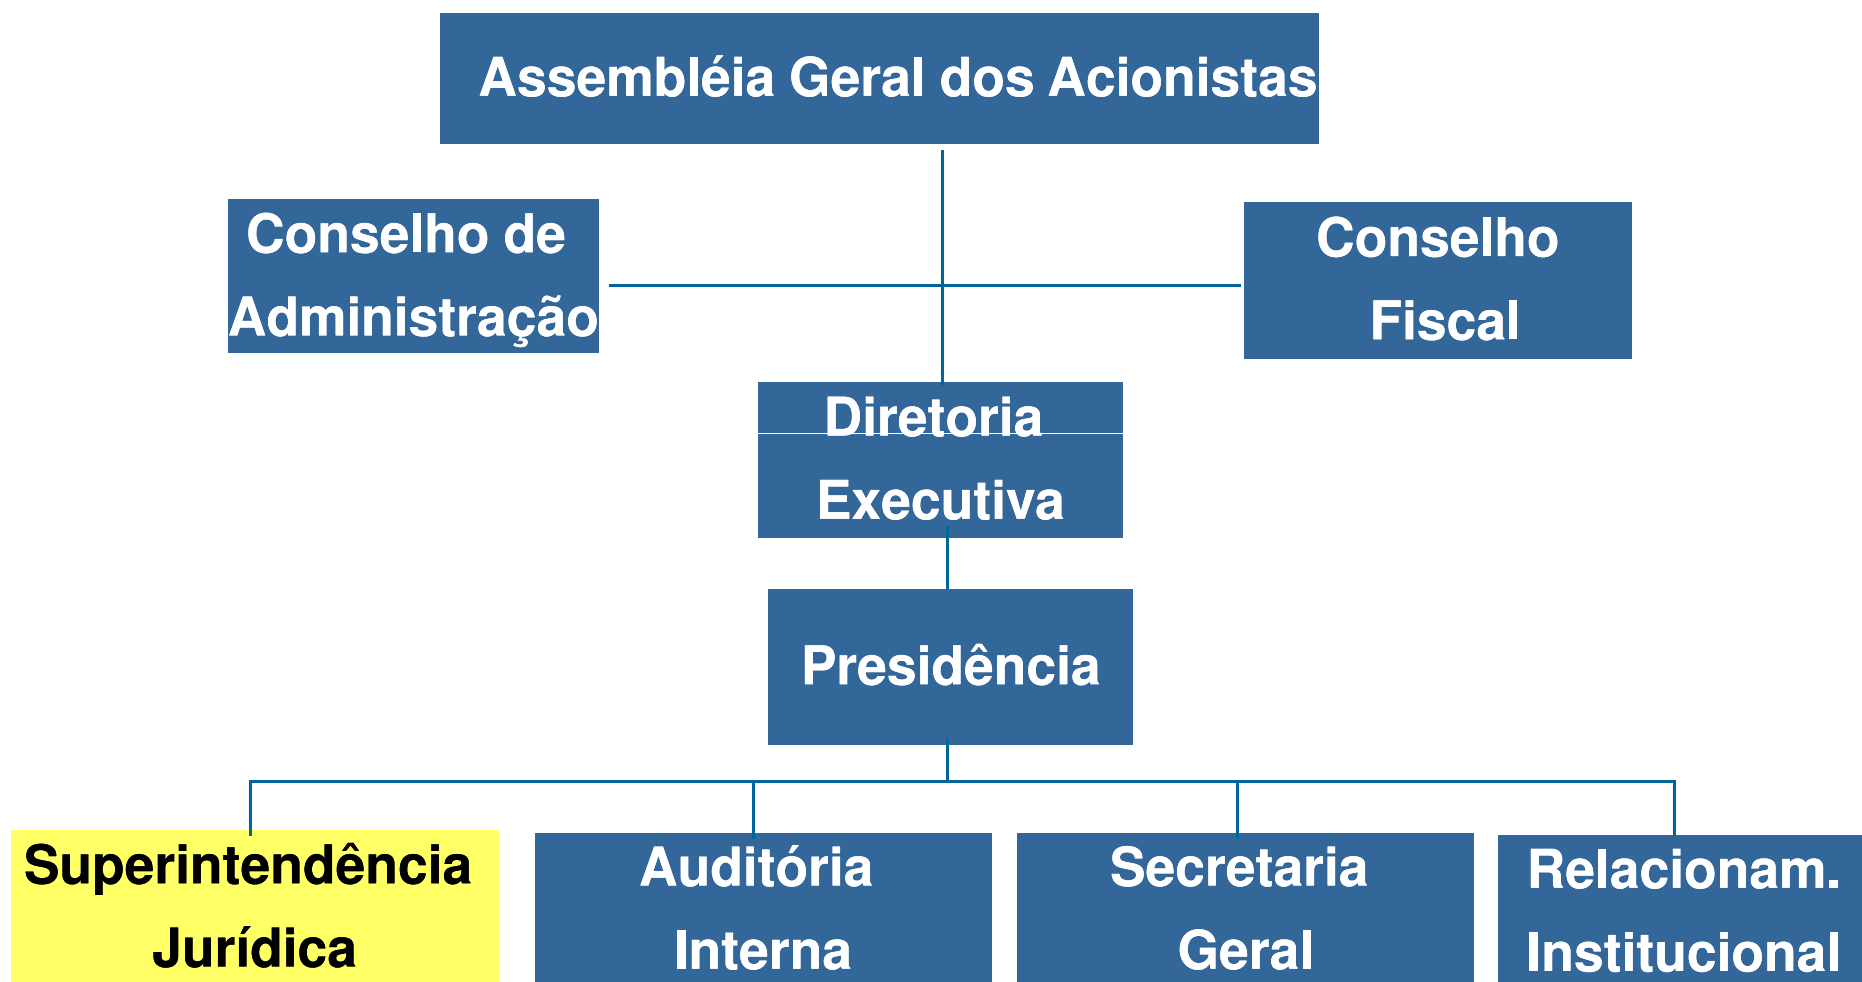 Assembléia Geral dos Acionistas
Conselho de
Administração
Conselho
Fiscal
Diretoria
Executiva
Presidência
Superintendência
Jurídica
Auditória
Interna
Secretaria
Geral
Relacionam.
Institucional